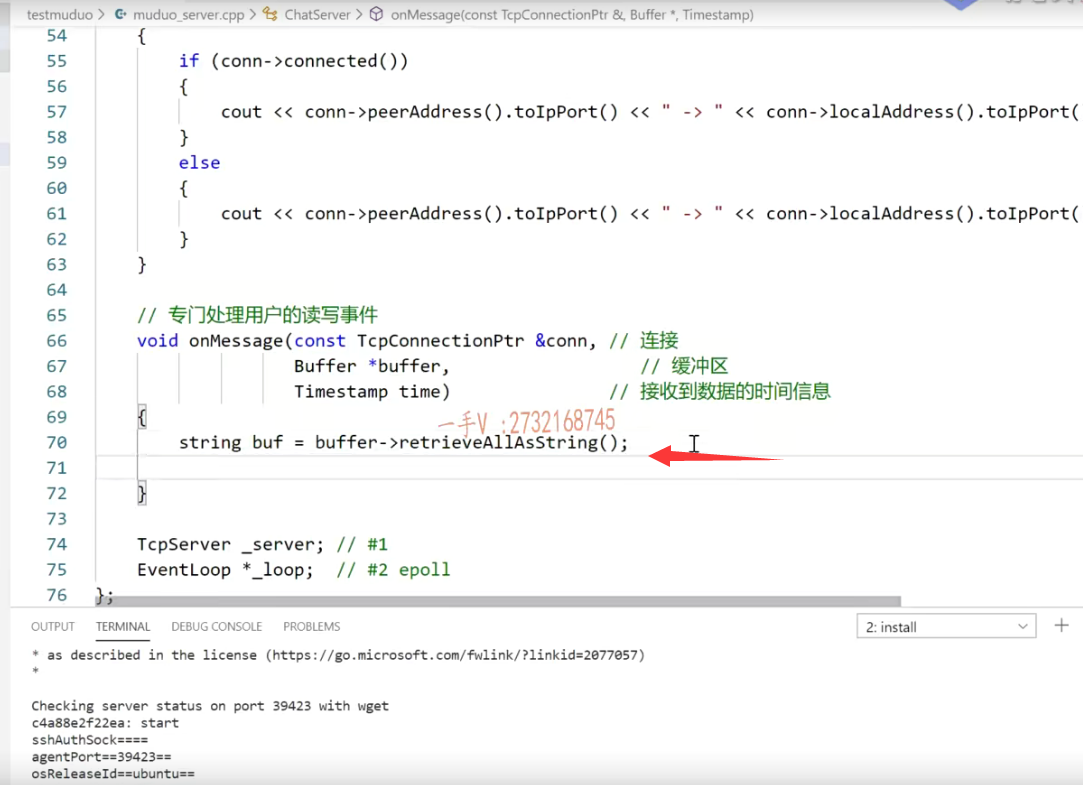 testmuduo > muduo_server.cpp > ChatServer > onMessage(const TcpConnectionPtr &, Buffer *, Timestamp)
54 {
55 if (conn->connected())
56 {
57 cout << conn->peerAddress().toIpPort() << " -> " << conn->localAddress().toIpPort(
58 }
59 else
60 {
61 cout << conn->peerAddress().toIpPort() << " -> " << conn->localAddress().toIpPort(
62 }
63 }
64
65 // 专门处理用户的读写事件
66 void onMessage(const TcpConnectionPtr &conn, // 连接
67 Buffer *buffer, // 缓冲区
68 Timestamp time) // 接收到数据的时间信息
69 {
一手V :2732168745
70 string buf = buffer->retrieveAllAsString();
71
72 }
73
74 TcpServer _server; // #1
75 EventLoop *_loop; // #2 epoll
76 };
OUTPUT TERMINAL DEBUG CONSOLE PROBLEMS 2: install
* as described in the license (https://go.microsoft.com/fwlink/?linkid=2077057)
*
Checking server status on port 39423 with wget
c4a88e2f22ea: start
sshAuthSock====
agentPort==39423==
osReleaseId==ubuntu==